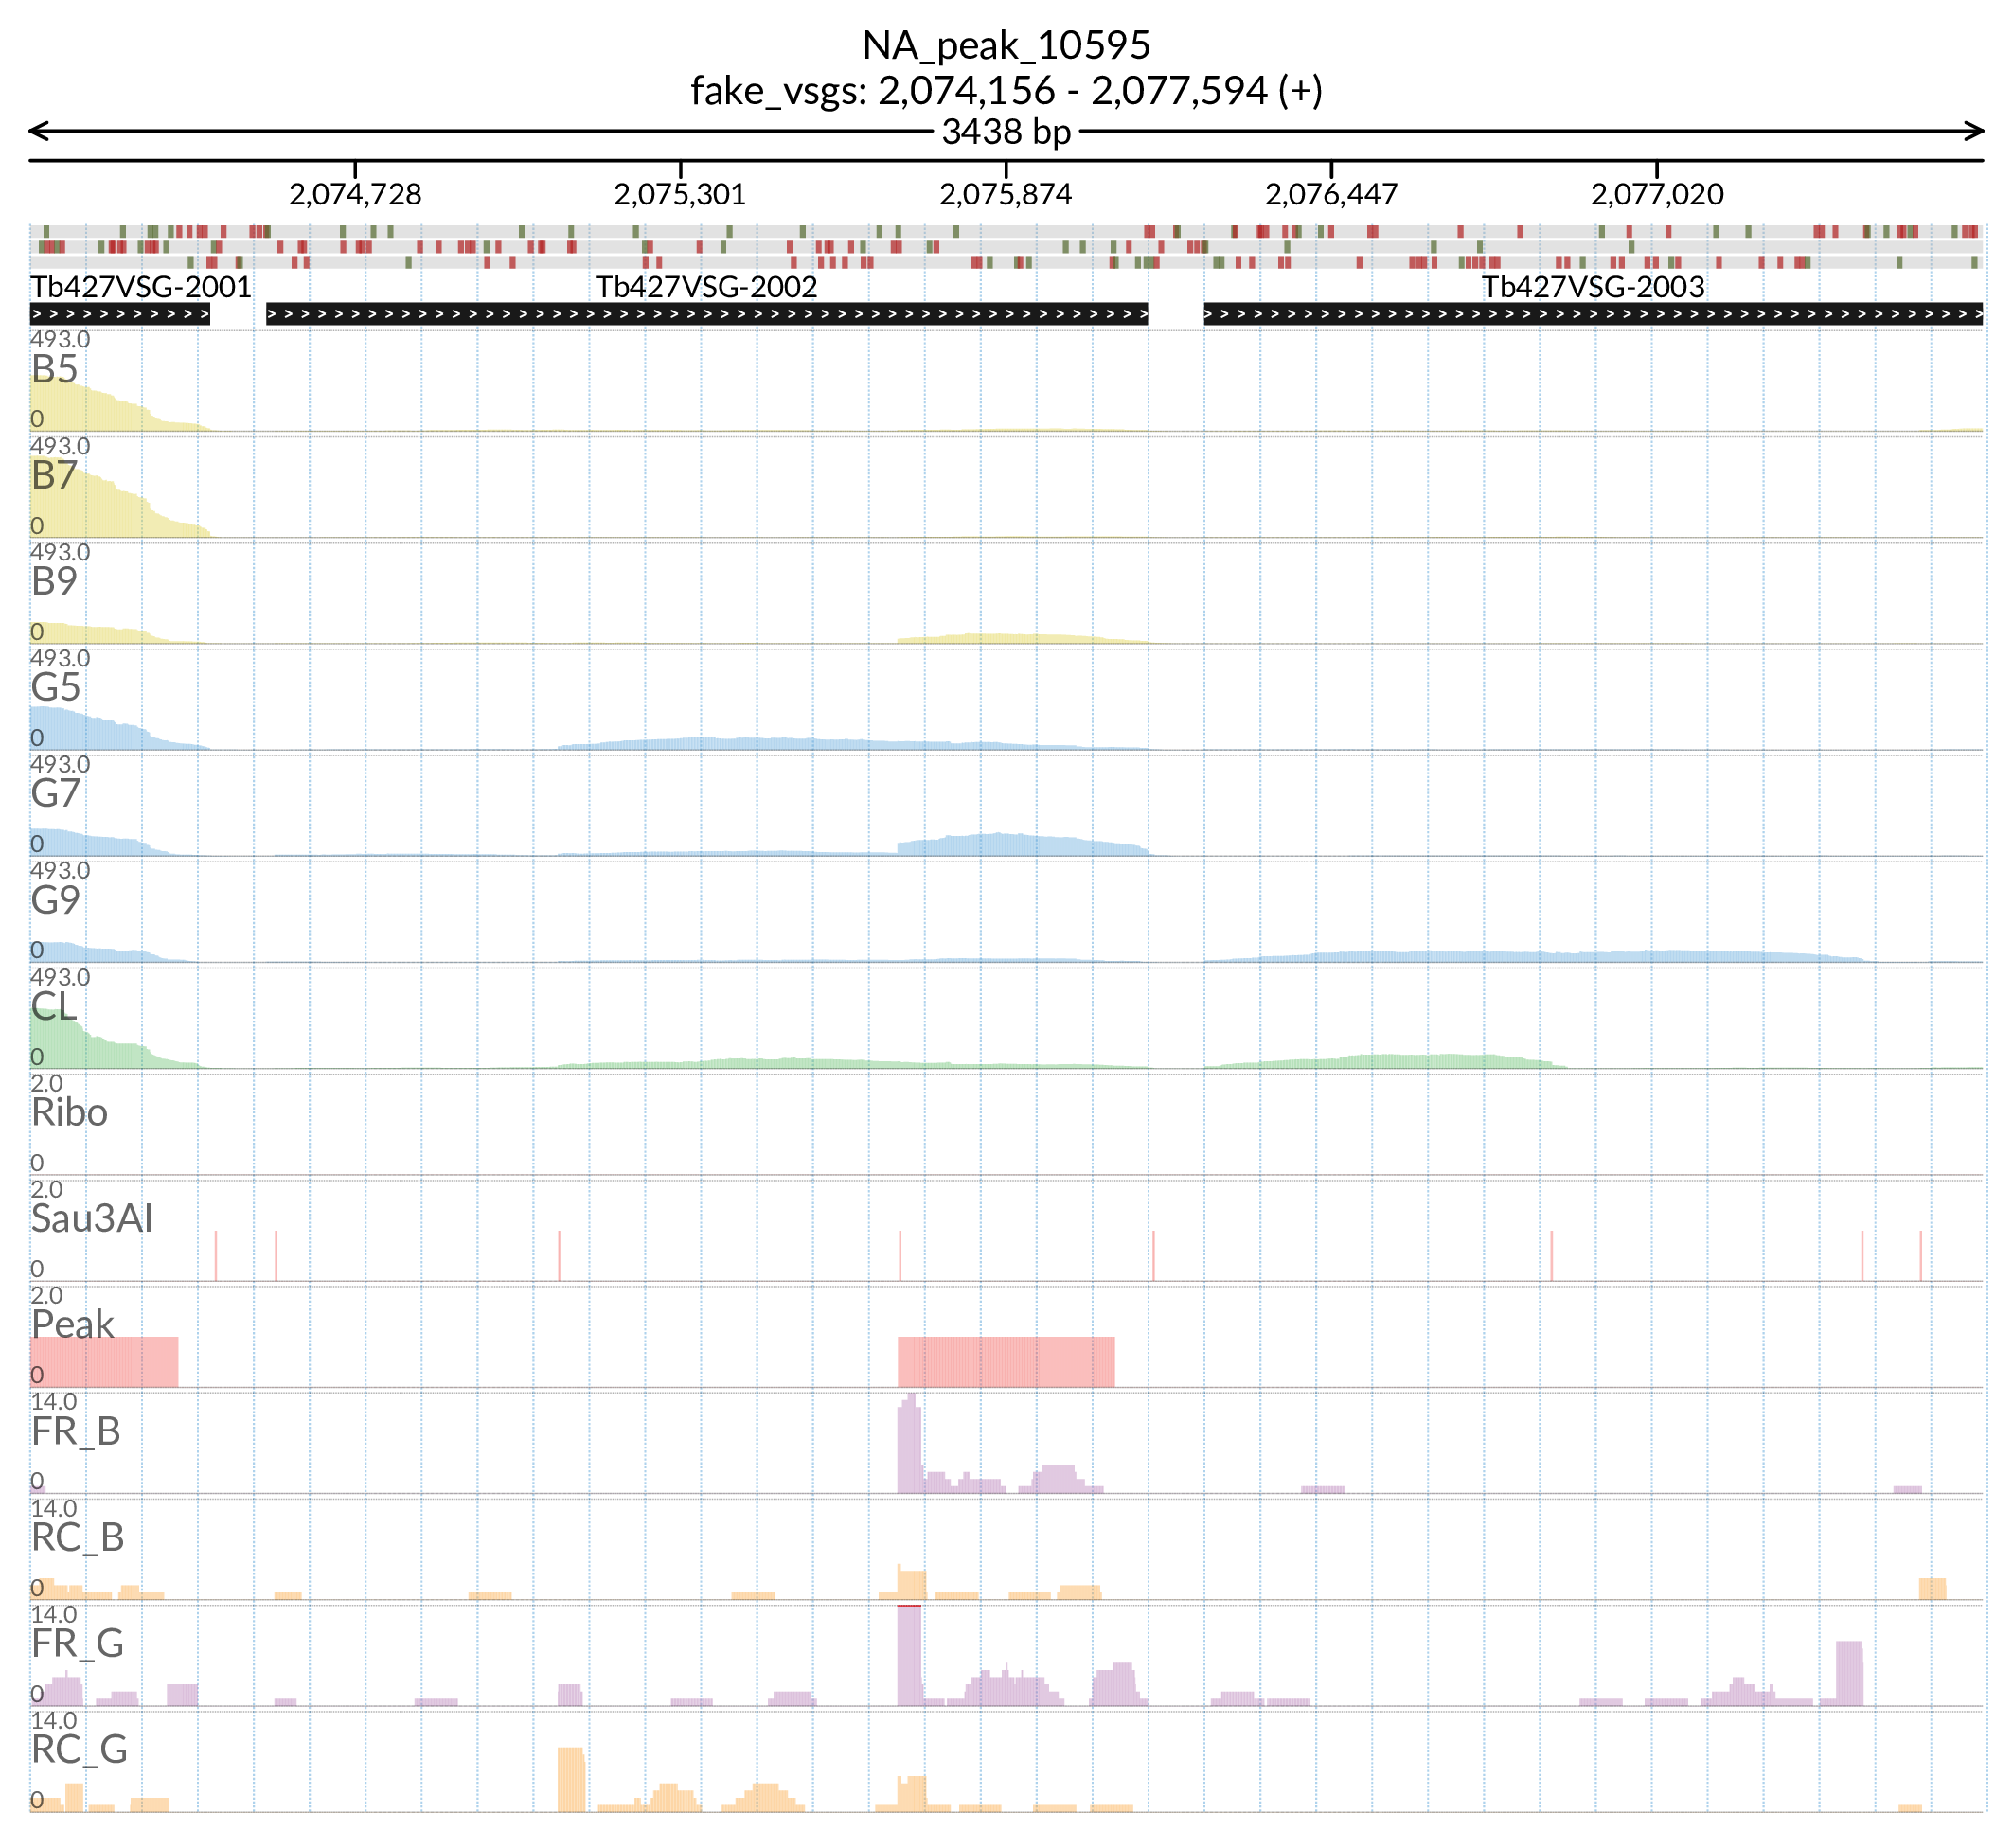 NA_peak_10595
fake_vsgs: 2,074,156 - 2,077,594 (+)
3438 bp
2,074,728 2,075,301 2,075,874 2,076,447 2,077,020
Tb427VSG-2001 Tb427VSG-2002 Tb427VSG-2003
493.0
B5
0
493.0
B7
0
493.0
B9
0
493.0
G5
0
493.0
G7
0
493.0
G9
0
493.0
CL
0
2.0
Ribo
0
2.0
Sau3AI
0
2.0
Peak
0
14.0
FR_B
0
14.0
RC_B
0
14.0
FR_G
0
14.0
RC_G
0